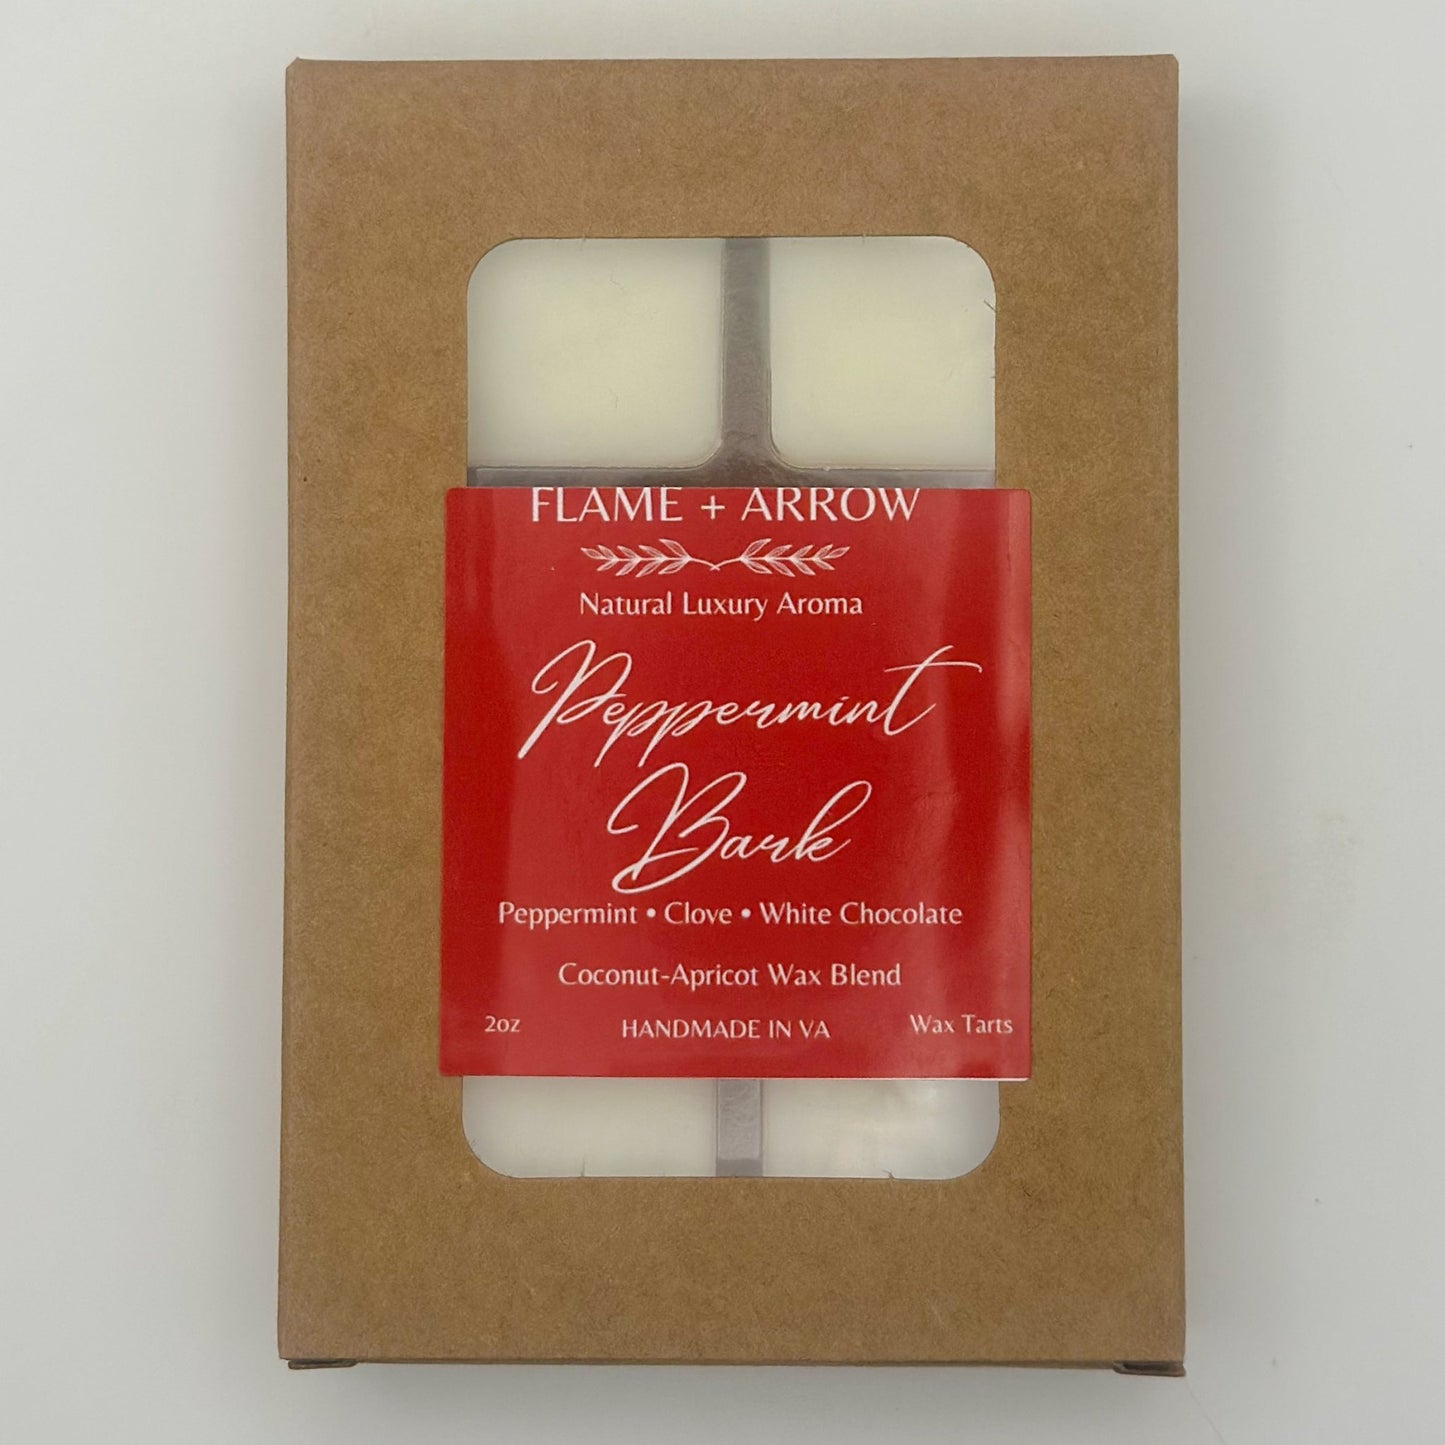 FLAME + ARROW
Natural Luxury Aroma
Peppermint
Bark
Peppermint • Clove • White Chocolate
Coconut-Apricot Wax Blend
2oz HANDMADE IN VA Wax Tarts